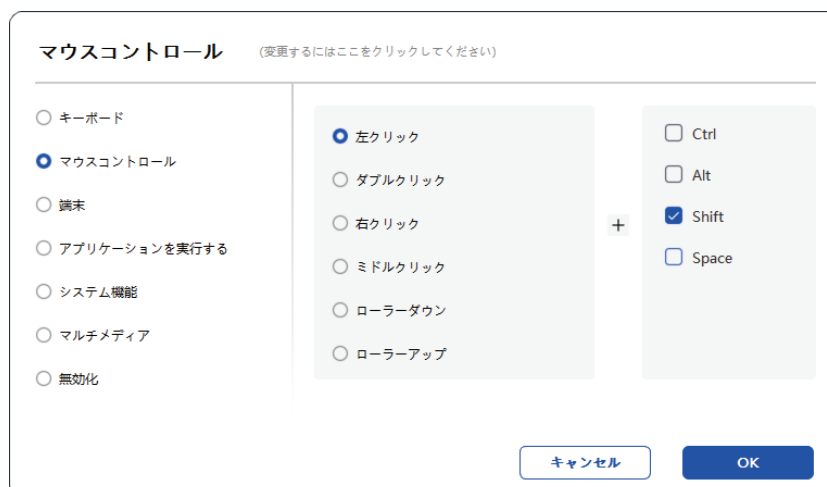 マウスコントロール (変更するにはここをクリックしてください)
キーボード
マウスコントロール
端末
アプリケーションを実行する
システム機能
マルチメディア
無効化
左クリック
ダブルクリック
右クリック
ミドルクリック
ローラーダウン
ローラーアップ
+
Ctrl
Alt
Shift
Space
キャンセル
OK